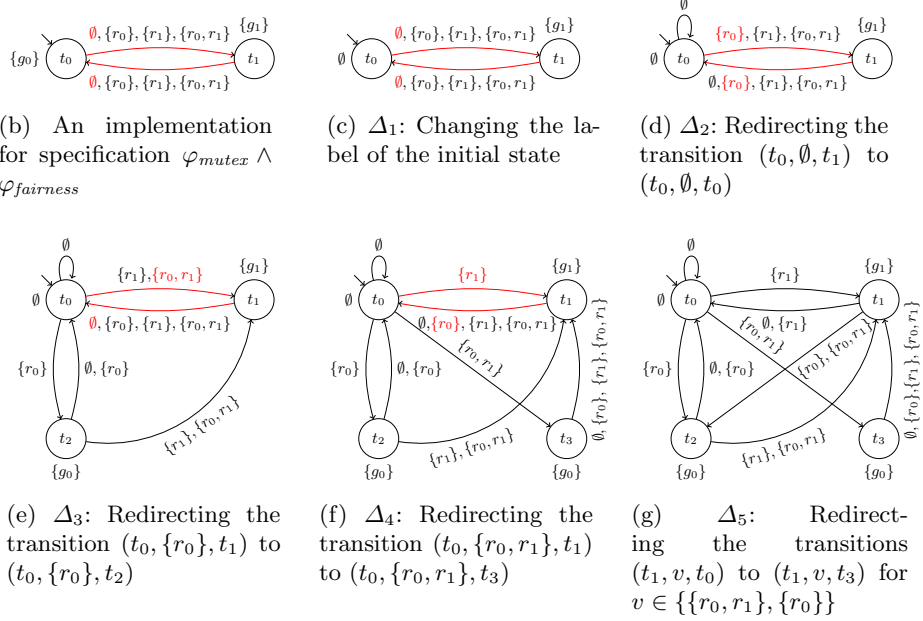 {g₀} t₀ ∅,{r₀},{r₁},{r₀,r₁} ∅,{r₀},{r₁},{r₀,r₁} {g₁} t₁
∅ t₀ ∅,{r₀},{r₁},{r₀,r₁} ∅,{r₀},{r₁},{r₀,r₁} {g₁} t₁
∅ ∅ t₀ {r₀},{r₁},{r₀,r₁} ∅,{r₀},{r₁},{r₀,r₁} {g₁} t₁
(b) An implementation
for specification φmutex ∧
φfairness
(c) Δ₁: Changing the la-
bel of the initial state
(d) Δ₂: Redirecting the
transition (t₀, ∅, t₁) to
(t₀, ∅, t₀)
∅
∅ t₀
{r₁},{r₀,r₁}
∅,{r₀},{r₁},{r₀,r₁}
{g₁}
t₁
{r₀}
∅,{r₀}
{r₁},{r₀,r₁}
t₂
{g₀}
∅
∅ t₀
{r₁}
∅,{r₀},{r₁},{r₀,r₁}
{g₁}
t₁
{r₀,r₁}
{r₀}
∅,{r₀}
∅,{r₀},{r₁},{r₀,r₁}
{r₁},{r₀,r₁}
t₂
{g₀}
t₃
{g₀}
∅
∅ t₀
{r₁}
∅,{r₁}
{g₁}
t₁
{r₀,r₁}
{r₀},{r₀,r₁}
{r₀}
∅,{r₀}
∅,{r₀},{r₁},{r₀,r₁}
{r₁},{r₀,r₁}
t₂
{g₀}
t₃
{g₀}
(e) Δ₃: Redirecting the
transition (t₀, {r₀}, t₁) to
(t₀, {r₀}, t₂)
(f) Δ₄: Redirecting the
transition (t₀, {r₀, r₁}, t₁)
to (t₀, {r₀, r₁}, t₃)
(g) Δ₅: Redirect-
ing the transitions
(t₁, v, t₀) to (t₁, v, t₃) for
v ∈ {{r₀, r₁}, {r₀}}